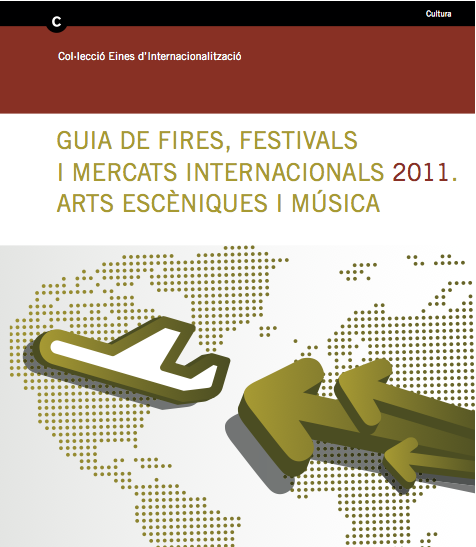 C
Cultura
Col·lecció Eines d'Internacionalització
GUIA DE FIRES, FESTIVALS
I MERCATS INTERNACIONALS 2011.
ARTS ESCÈNIQUES I MÚSICA